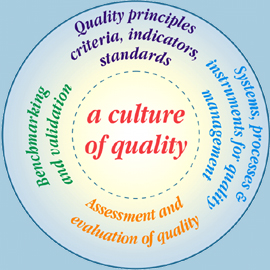 Quality principles
criteria, indicators,
standards
Systems, processes &
instruments for quality
management
a culture
of quality
Benchmarking
and validation
Assessment and
evaluation of quality